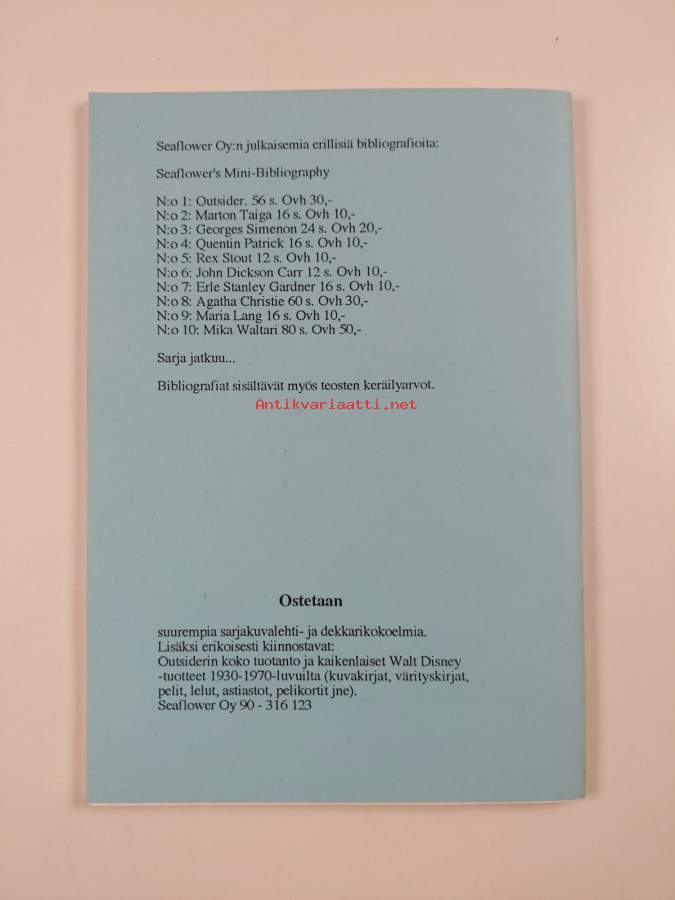 Seaflower Oy:n julkaisemia erillisiä bibliografioita:
Seaflower's Mini-Bibliography
N:o 1: Outsider. 56 s. Ovh 30,-
N:o 2: Marton Taiga 16 s. Ovh 10,-
N:o 3: Georges Simenon 24 s. Ovh 20,-
N:o 4: Quentin Patrick 16 s. Ovh 10,-
N:o 5: Rex Stout 12 s. Ovh 10,-
N:o 6: John Dickson Carr 12 s. Ovh 10,-
N:o 7: Erle Stanley Gardner 16 s. Ovh 10,-
N:o 8: Agatha Christie 60 s. Ovh 30,-
N:o 9: Maria Lang 16 s. Ovh 10,-
N:o 10: Mika Waltari 80 s. Ovh 50,-
Sarja jatkuu...
Bibliografiat sisältävät myös teosten keräilyarvot.
Antikvariaatti.net
Ostetaan
suurempia sarjakuvalehti- ja dekkarikokoelmia.
Lisäksi erikoisesti kiinnostavat:
Outsiderin koko tuotanto ja kaikenlaiset Walt Disney
-tuotteet 1930-1970-luvuilta (kuvakirjat, värityskirjat,
pelit, lelut, astiastot, pelikortit jne).
Seaflower Oy 90 - 316 123